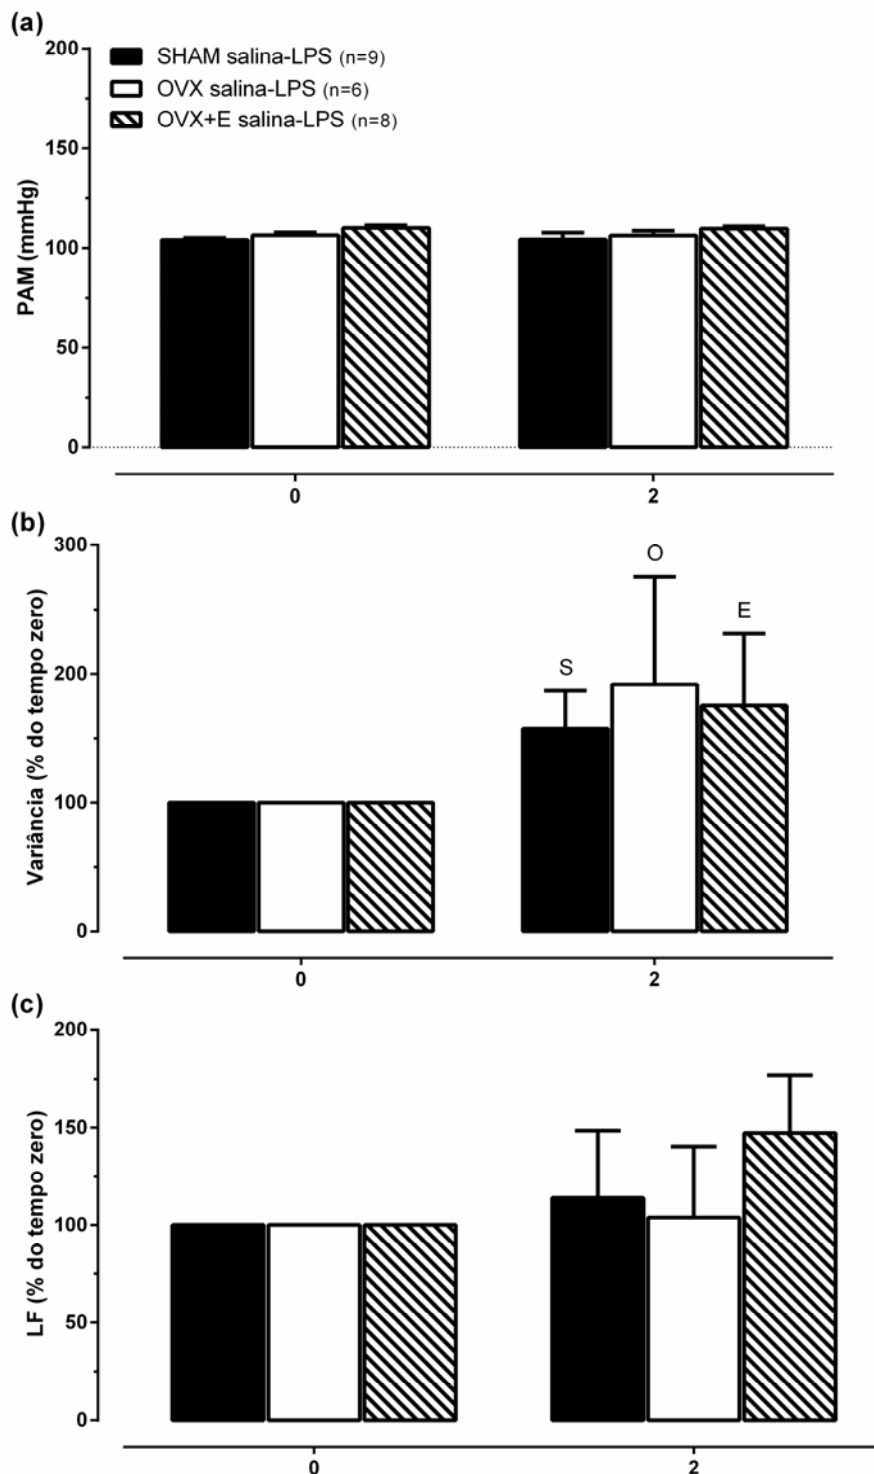 (a)
200
SHAM salina-LPS (n=9)
OVX salina-LPS (n=6)
OVX+E salina-LPS (n=8)
150
100
50
0
PAM (mmHg)
0 2
(b)
300
200
100
0
Variância (% do tempo zero)
S O E
0 2
(c)
200
150
100
50
0
LF (% do tempo zero)
0 2